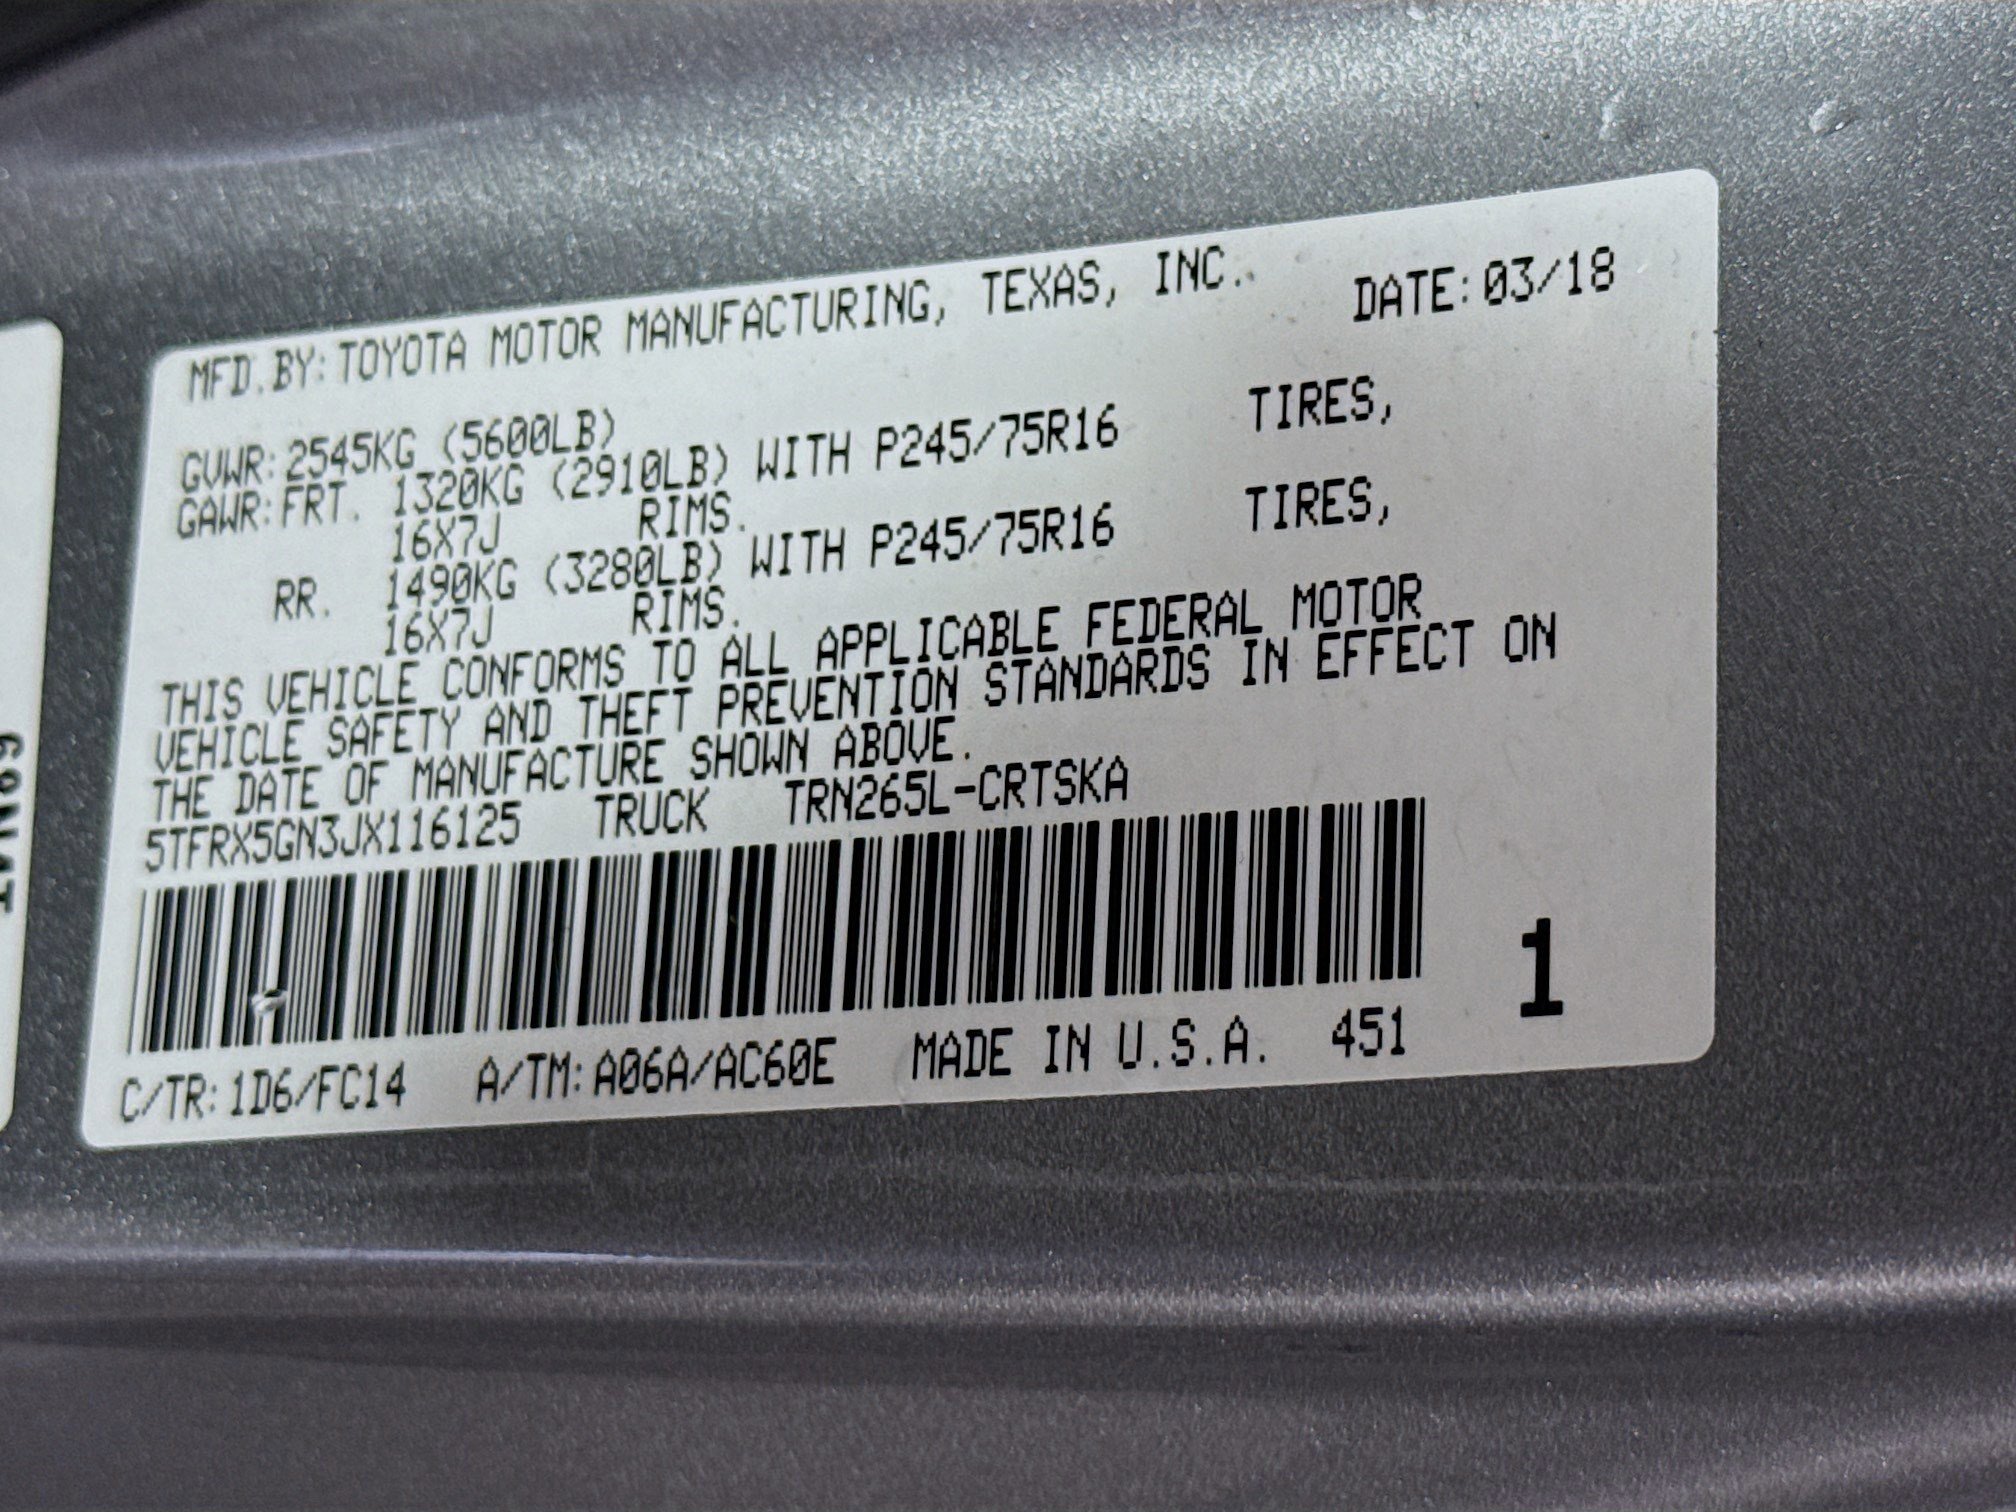 MFD.BY:TOYOTA MOTOR MANUFACTURING, TEXAS, INC. DATE:03/18
GVWR:2545KG (5600LB)
GAWR:FRT. 1320KG (2910LB) WITH P245/75R16 TIRES,
16X7J RIMS.
RR. 1490KG (3280LB) WITH P245/75R16 TIRES,
16X7J RIMS.
THIS VEHICLE CONFORMS TO ALL APPLICABLE FEDERAL MOTOR
VEHICLE SAFETY AND THEFT PREVENTION STANDARDS IN EFFECT ON
THE DATE OF MANUFACTURE SHOWN ABOVE.
5TFRX5GN3JX116125 TRUCK TRN265L-CRTSKA
1
C/TR:1D6/FC14 A/TM:A06A/AC60E MADE IN U.S.A. 451